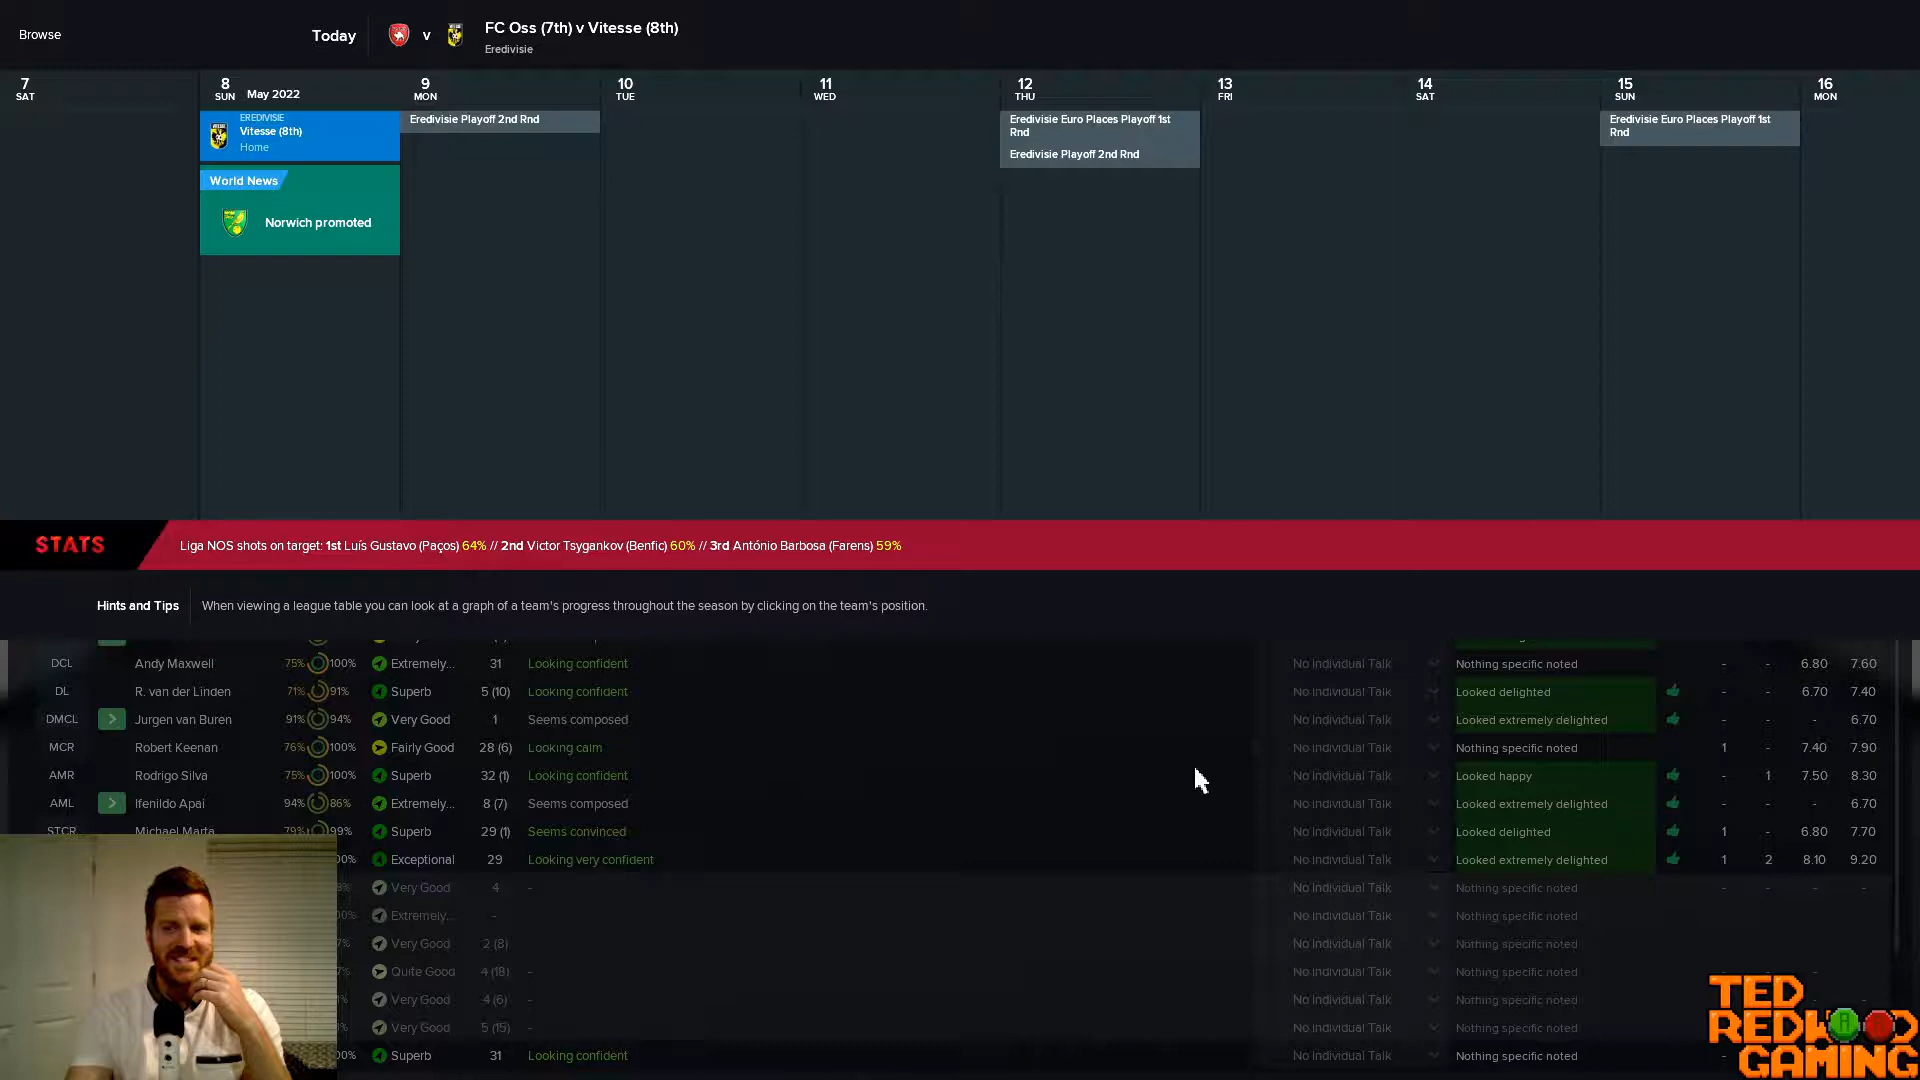 Browse
Today
v
FC Oss (7th) v Vitesse (8th)
Eredivisie
7 SAT
8 SUN May 2022
9 MON
10 TUE
11 WED
12 THU
13 FRI
14 SAT
15 SUN
16 MON
EREDIVISIE
Vitesse (8th)
Home
Eredivisie Playoff 2nd Rnd
Eredivisie Euro Places Playoff 1st
Rnd
Eredivisie Playoff 2nd Rnd
Eredivisie Euro Places Playoff 1st
Rnd
World News
Norwich promoted
STATS
Liga NOS shots on target: 1st Luís Gustavo (Paços) 64% // 2nd Victor Tsygankov (Benfic) 60% // 3rd António Barbosa (Farens) 59%
Hints and Tips
When viewing a league table you can look at a graph of a team's progress throughout the season by clicking on the team's position.
DCL Andy Maxwell 75% 100% Extremely... 31 Looking confident No Individual Talk Nothing specific noted - - 6.80 7.60
DL R. van der Linden 71% 91% Superb 5 (10) Looking confident No Individual Talk Looked delighted - - 6.70 7.40
DMCL Jurgen van Buren 91% 94% Very Good 1 Seems composed No Individual Talk Looked extremely delighted - - - 6.70
MCR Robert Keenan 76% 100% Fairly Good 28 (6) Looking calm No Individual Talk Nothing specific noted 1 - 7.40 7.90
AMR Rodrigo Silva 75% 100% Superb 32 (1) Looking confident No Individual Talk Looked happy - 1 7.50 8.30
AML Ifenildo Apai 94% 86% Extremely... 8 (7) Seems composed No Individual Talk Looked extremely delighted - - - 6.70
STCR Michael Marta 79% 99% Superb 29 (1) Seems convinced No Individual Talk Looked delighted 1 - 6.80 7.70
Exceptional 29 Looking very confident No Individual Talk Looked extremely delighted 1 2 8.10 9.20
Very Good 4 - No Individual Talk Nothing specific noted - - - -
Extremely... - No Individual Talk Nothing specific noted
Very Good 2 (8) No Individual Talk Nothing specific noted
Quite Good 4 (18) - No Individual Talk Nothing specific noted
Very Good 4 (6) - No Individual Talk Nothing specific noted
Very Good 5 (15) - No Individual Talk Nothing specific noted
Superb 31 Looking confident No Individual Talk Nothing specific noted
TED
REDWOOD
GAMING